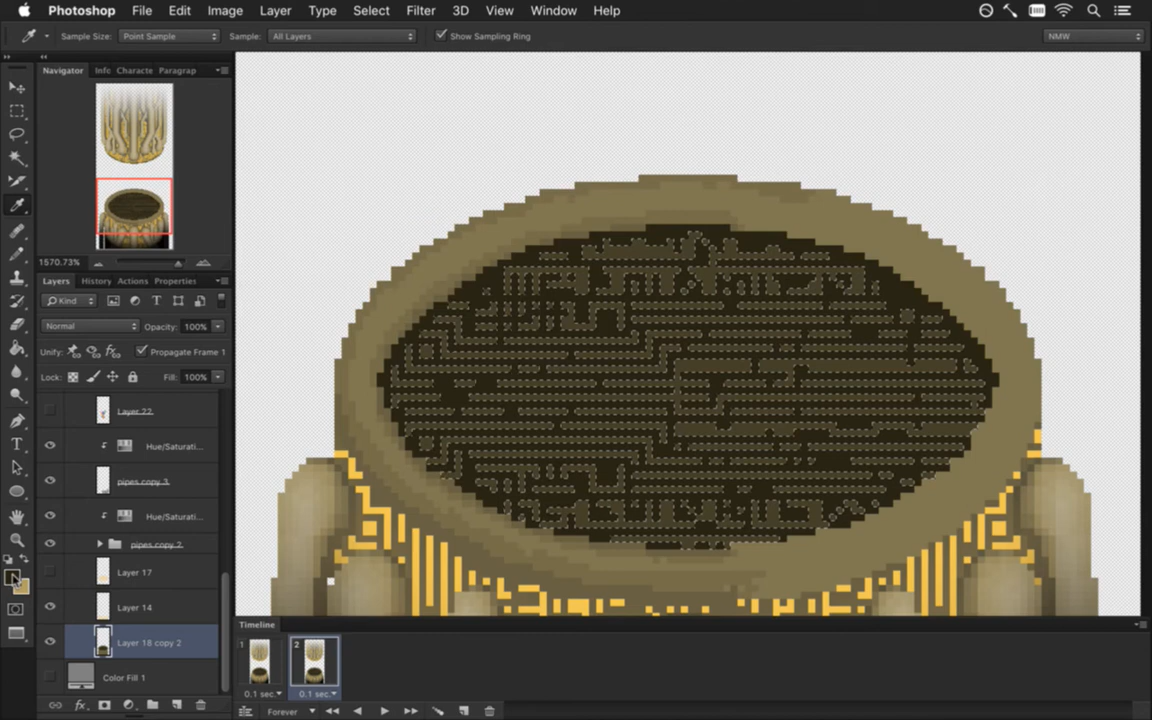 Photoshop File Edit Image Layer Type Select Filter 3D View Window Help
Sample Size: Point Sample Sample: All Layers Show Sampling Ring NMW
Navigator Info Characte Paragrap
1570.73%
Layers History Actions Properties
Kind
Normal Opacity: 100%
Unify: Propagate Frame 1
Lock: Fill: 100%
Layer 22
Hue/Saturati...
pipes copy 3
Hue/Saturati...
pipes copy 2
Layer 17
Layer 14
Layer 18 copy 2
Color Fill 1
Timeline
1 2
0.1 sec. 0.1 sec.
Forever